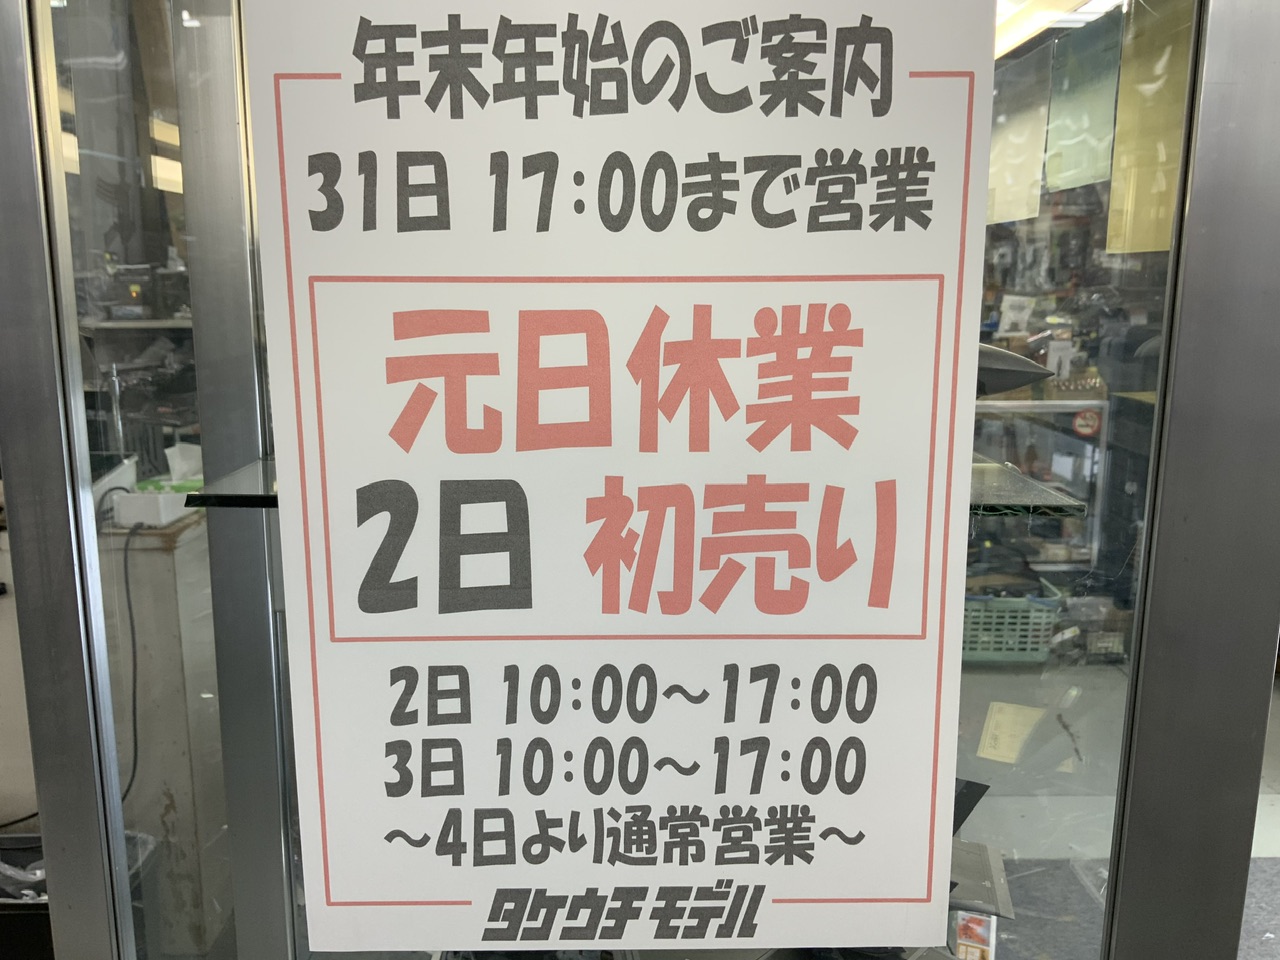 年末年始のご案内
31日 17:00まで営業
元日休業
2日 初売り
2日 10:00〜17:00
3日 10:00〜17:00
〜4日より通常営業〜
タケウチモデル